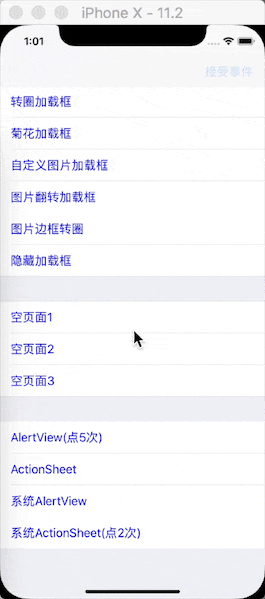 iPhone X - 11.2
1:01
接受事件
转圈加载框
菊花加载框
自定义图片加载框
图片翻转加载框
图片边框转圈
隐藏加载框
空页面1
空页面2
空页面3
AlertView(点5次)
ActionSheet
系统AlertView
系统ActionSheet(点2次)